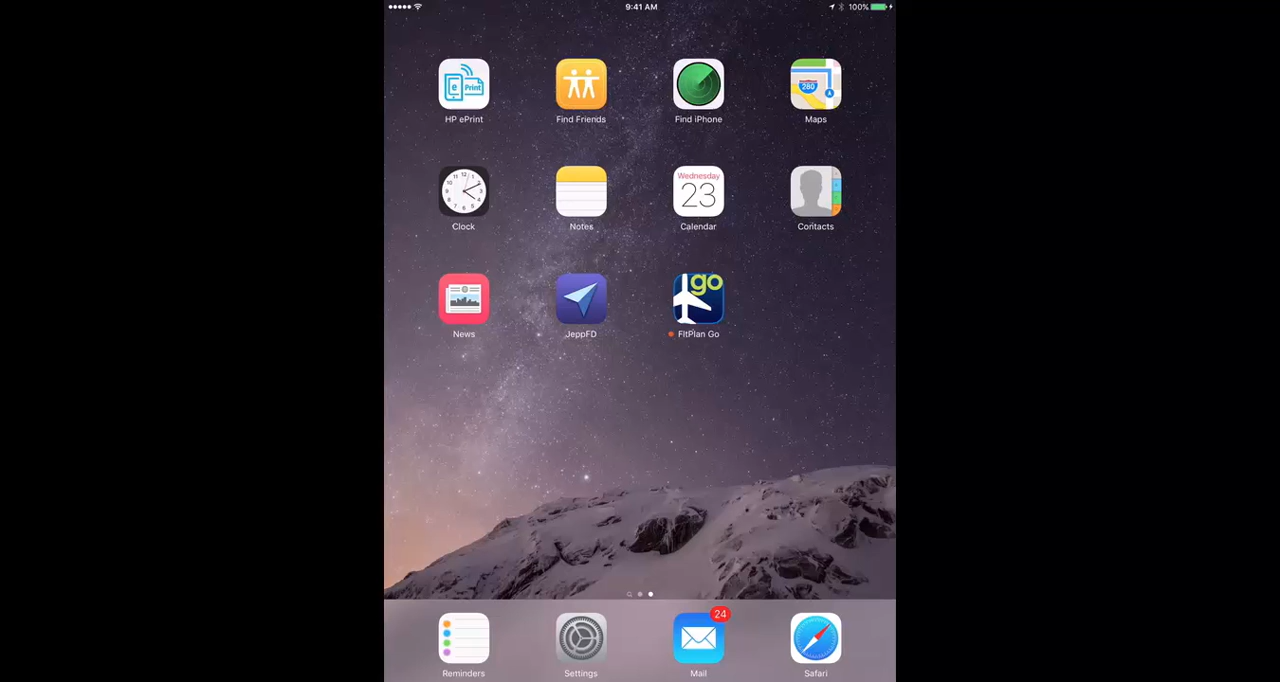 9:41 AM
100%
e Print
280
HP ePrint
Find Friends
Find iPhone
Maps
Wednesday
23
Clock
Notes
Calendar
Contacts
go
News
JeppFD
FltPlan Go
24
Reminders
Settings
Mail
Safari